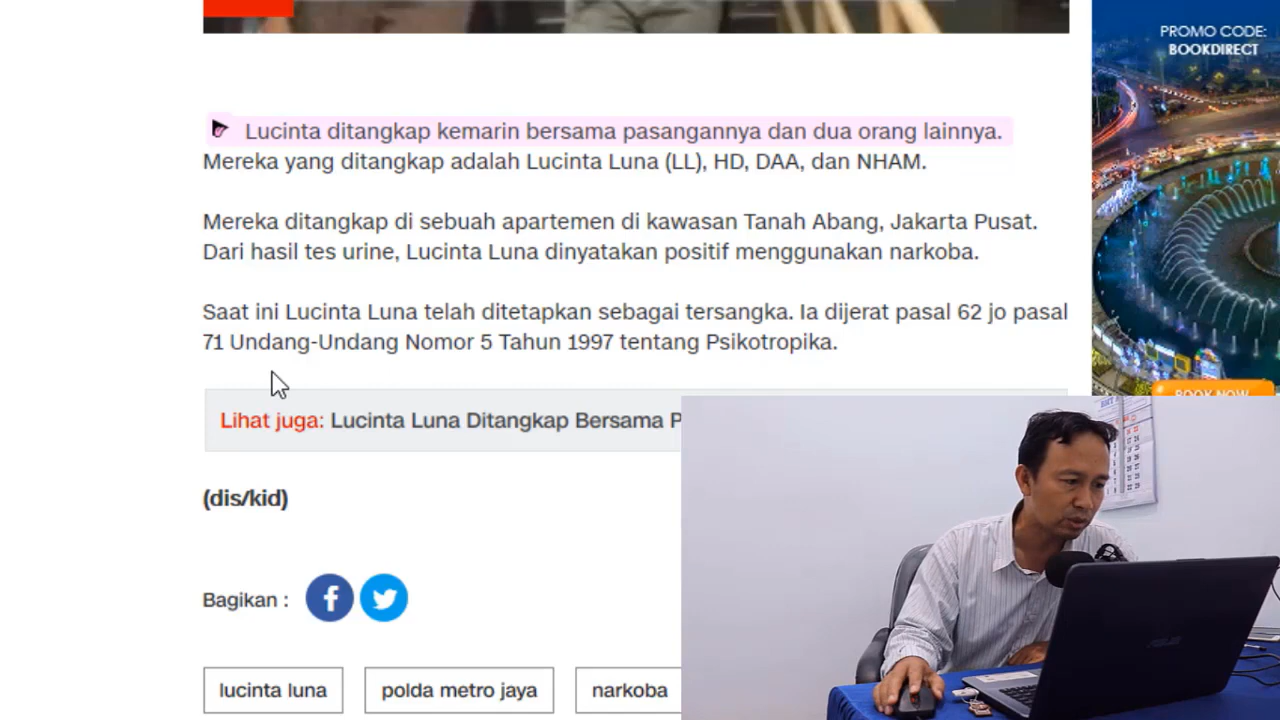 PROMO CODE:
BOOKDIRECT
Lucinta ditangkap kemarin bersama pasangannya dan dua orang lainnya.
Mereka yang ditangkap adalah Lucinta Luna (LL), HD, DAA, dan NHAM.
Mereka ditangkap di sebuah apartemen di kawasan Tanah Abang, Jakarta Pusat.
Dari hasil tes urine, Lucinta Luna dinyatakan positif menggunakan narkoba.
Saat ini Lucinta Luna telah ditetapkan sebagai tersangka. Ia dijerat pasal 62 jo pasal
71 Undang-Undang Nomor 5 Tahun 1997 tentang Psikotropika.
BOOK NOW
Lihat juga: Lucinta Luna Ditangkap Bersama P
(dis/kid)
Bagikan :
lucinta luna
polda metro jaya
narkoba
ASUS